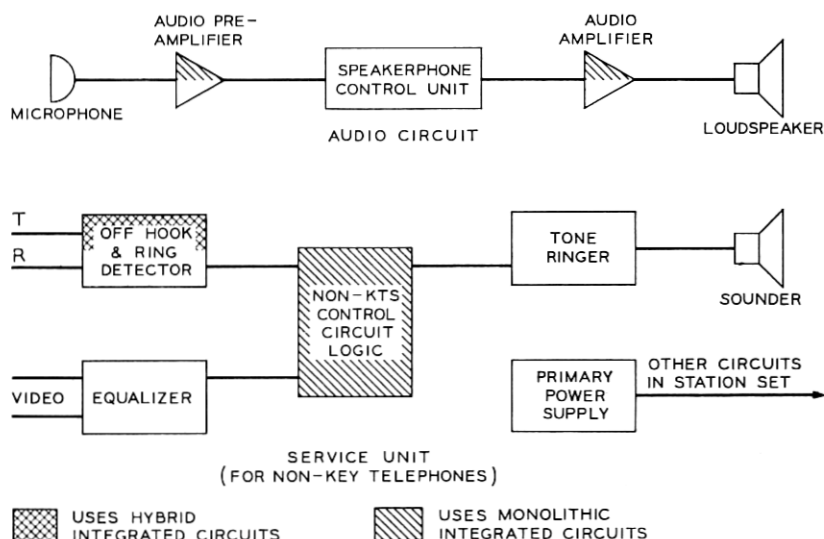 AUDIO PRE-
AMPLIFIER
AUDIO
AMPLIFIER
SPEAKERPHONE
CONTROL UNIT
MICROPHONE
AUDIO CIRCUIT
LOUDSPEAKER
T
R
OFF HOOK
& RING
DETECTOR
NON-KTS
CONTROL
CIRCUIT
LOGIC
TONE
RINGER
SOUNDER
VIDEO
EQUALIZER
PRIMARY
POWER
SUPPLY
OTHER CIRCUITS
IN STATION SET
SERVICE UNIT
(FOR NON-KEY TELEPHONES)
USES HYBRID
INTEGRATED CIRCUITS
USES MONOLITHIC
INTEGRATED CIRCUITS